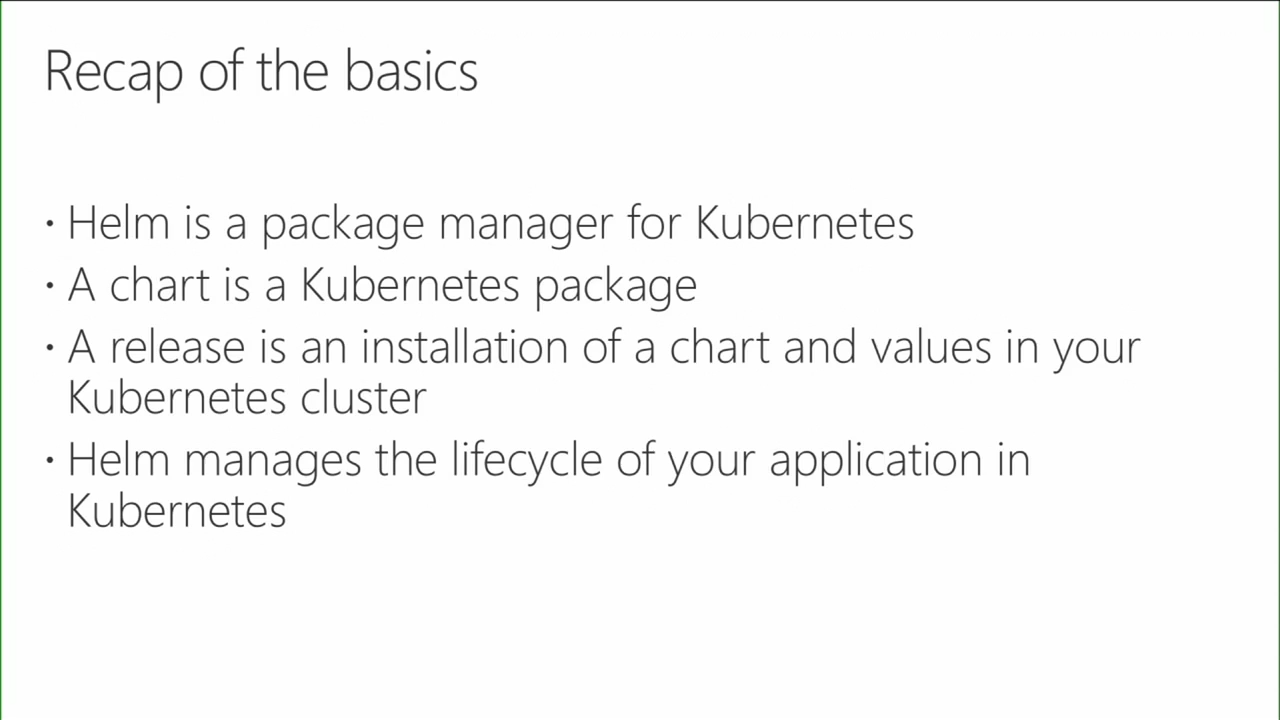 Recap of the basics
· Helm is a package manager for Kubernetes
· A chart is a Kubernetes package
· A release is an installation of a chart and values in your
Kubernetes cluster
· Helm manages the lifecycle of your application in
Kubernetes